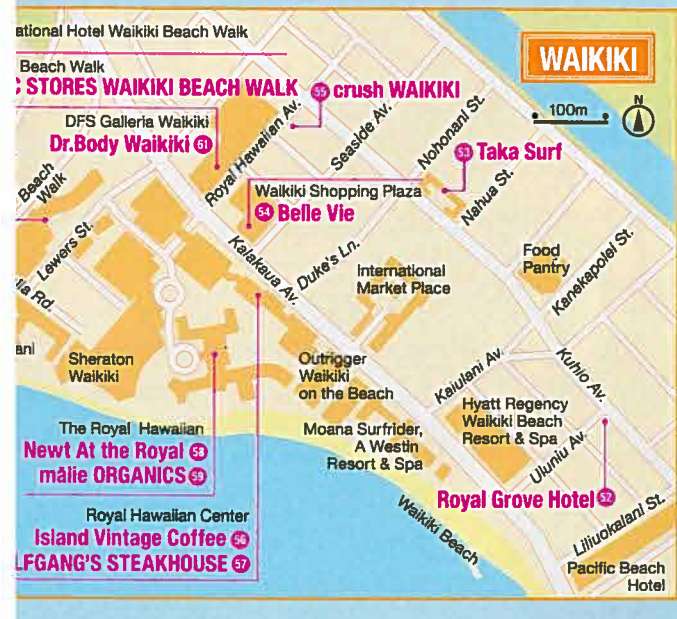 ational Hotel Waikiki Beach Walk
Beach Walk
C STORES WAIKIKI BEACH WALK
55 crush WAIKIKI
WAIKIKI
100m
N
DFS Galleria Waikiki
Dr.Body Waikiki 61
Royal Hawaiian Av.
Seaside Av.
Nohonani St.
53 Taka Surf
Nahua St.
Beach
Walk
Waikiki Shopping Plaza
54 Belle Vie
Lewers St.
Kalakaua Av.
Duke's Ln.
International
Market Place
Food
Pantry
Kanekapolei St.
lia Rd.
ani
Sheraton
Waikiki
Outrigger
Waikiki
on the Beach
Kaiulani Av.
Kuhio Av.
Hyatt Regency
Waikiki Beach
Resort & Spa
Uluniu Av.
The Royal Hawaiian
Newt At the Royal 58
mālie ORGANICS 59
Moana Surfrider,
A Westin
Resort & Spa
Royal Grove Hotel 52
Waikiki Beach
Liliuokalani St.
Royal Hawaiian Center
Island Vintage Coffee 56
LFGANG'S STEAKHOUSE 57
Pacific Beach
Hotel